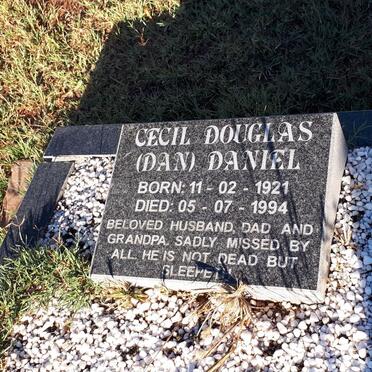 CECIL DOUGLAS
(DAN) DANIEL
BORN: 11 - 02 - 1921
DIED: 05 - 07 - 1994
BELOVED HUSBAND, DAD AND
GRANDPA. SADLY MISSED BY
ALL. HE IS NOT DEAD BUT